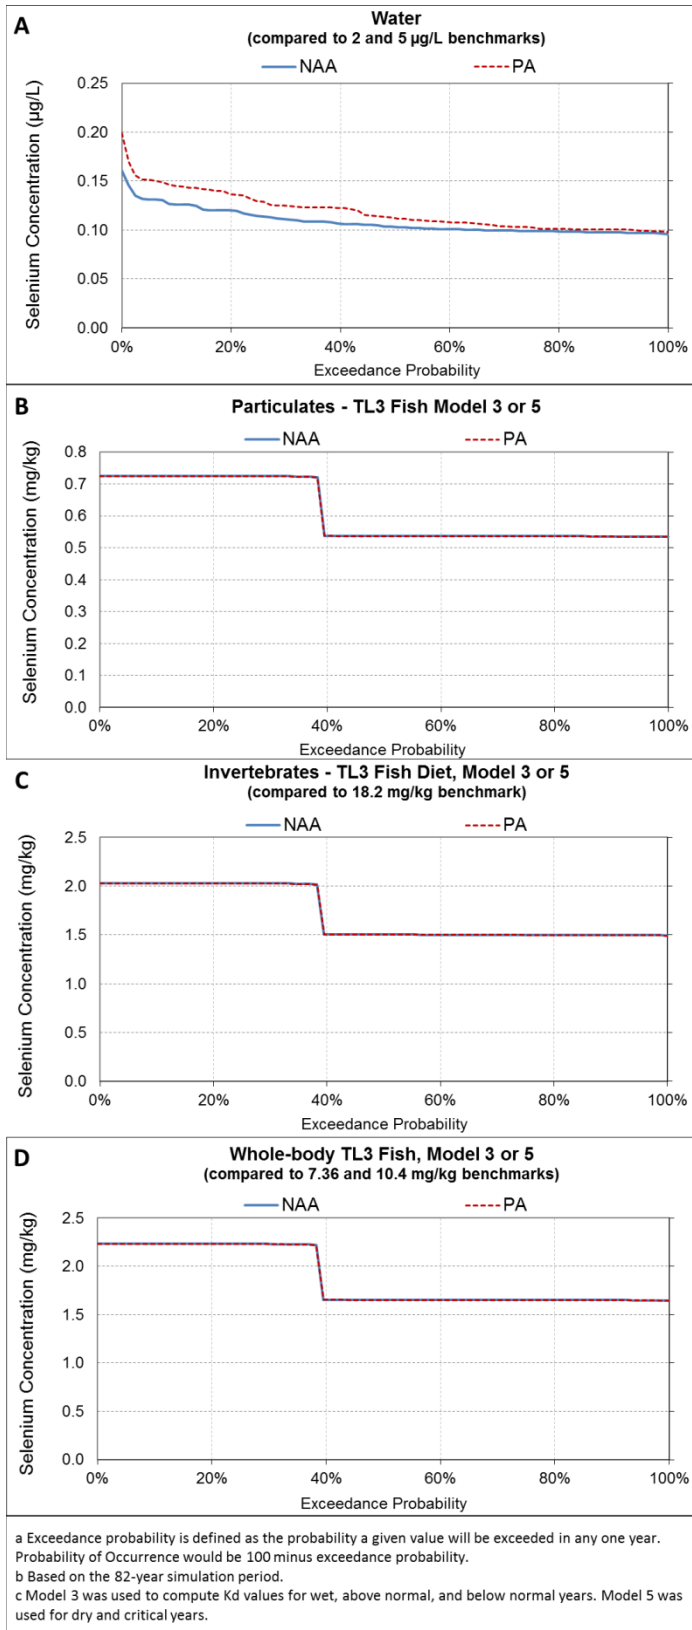 A
Water
(compared to 2 and 5 µg/L benchmarks)
NAA
PA
Selenium Concentration (µg/L)
0.25
0.20
0.15
0.10
0.05
0.00
0% 20% 40% 60% 80% 100%
Exceedance Probability
B
Particulates - TL3 Fish Model 3 or 5
NAA
PA
Selenium Concentration (mg/kg)
0.8
0.7
0.6
0.5
0.4
0.3
0.2
0.1
0.0
0% 20% 40% 60% 80% 100%
Exceedance Probability
C
Invertebrates - TL3 Fish Diet, Model 3 or 5
(compared to 18.2 mg/kg benchmark)
NAA
PA
Selenium Concentration (mg/kg)
2.5
2.0
1.5
1.0
0.5
0.0
0% 20% 40% 60% 80% 100%
Exceedance Probability
D
Whole-body TL3 Fish, Model 3 or 5
(compared to 7.36 and 10.4 mg/kg benchmarks)
NAA
PA
Selenium Concentration (mg/kg)
2.5
2.0
1.5
1.0
0.5
0.0
0% 20% 40% 60% 80% 100%
Exceedance Probability
a Exceedance probability is defined as the probability a given value will be exceeded in any one year.
Probability of Occurrence would be 100 minus exceedance probability.
b Based on the 82-year simulation period.
c Model 3 was used to compute Kd values for wet, above normal, and below normal years. Model 5 was
used for dry and critical years.